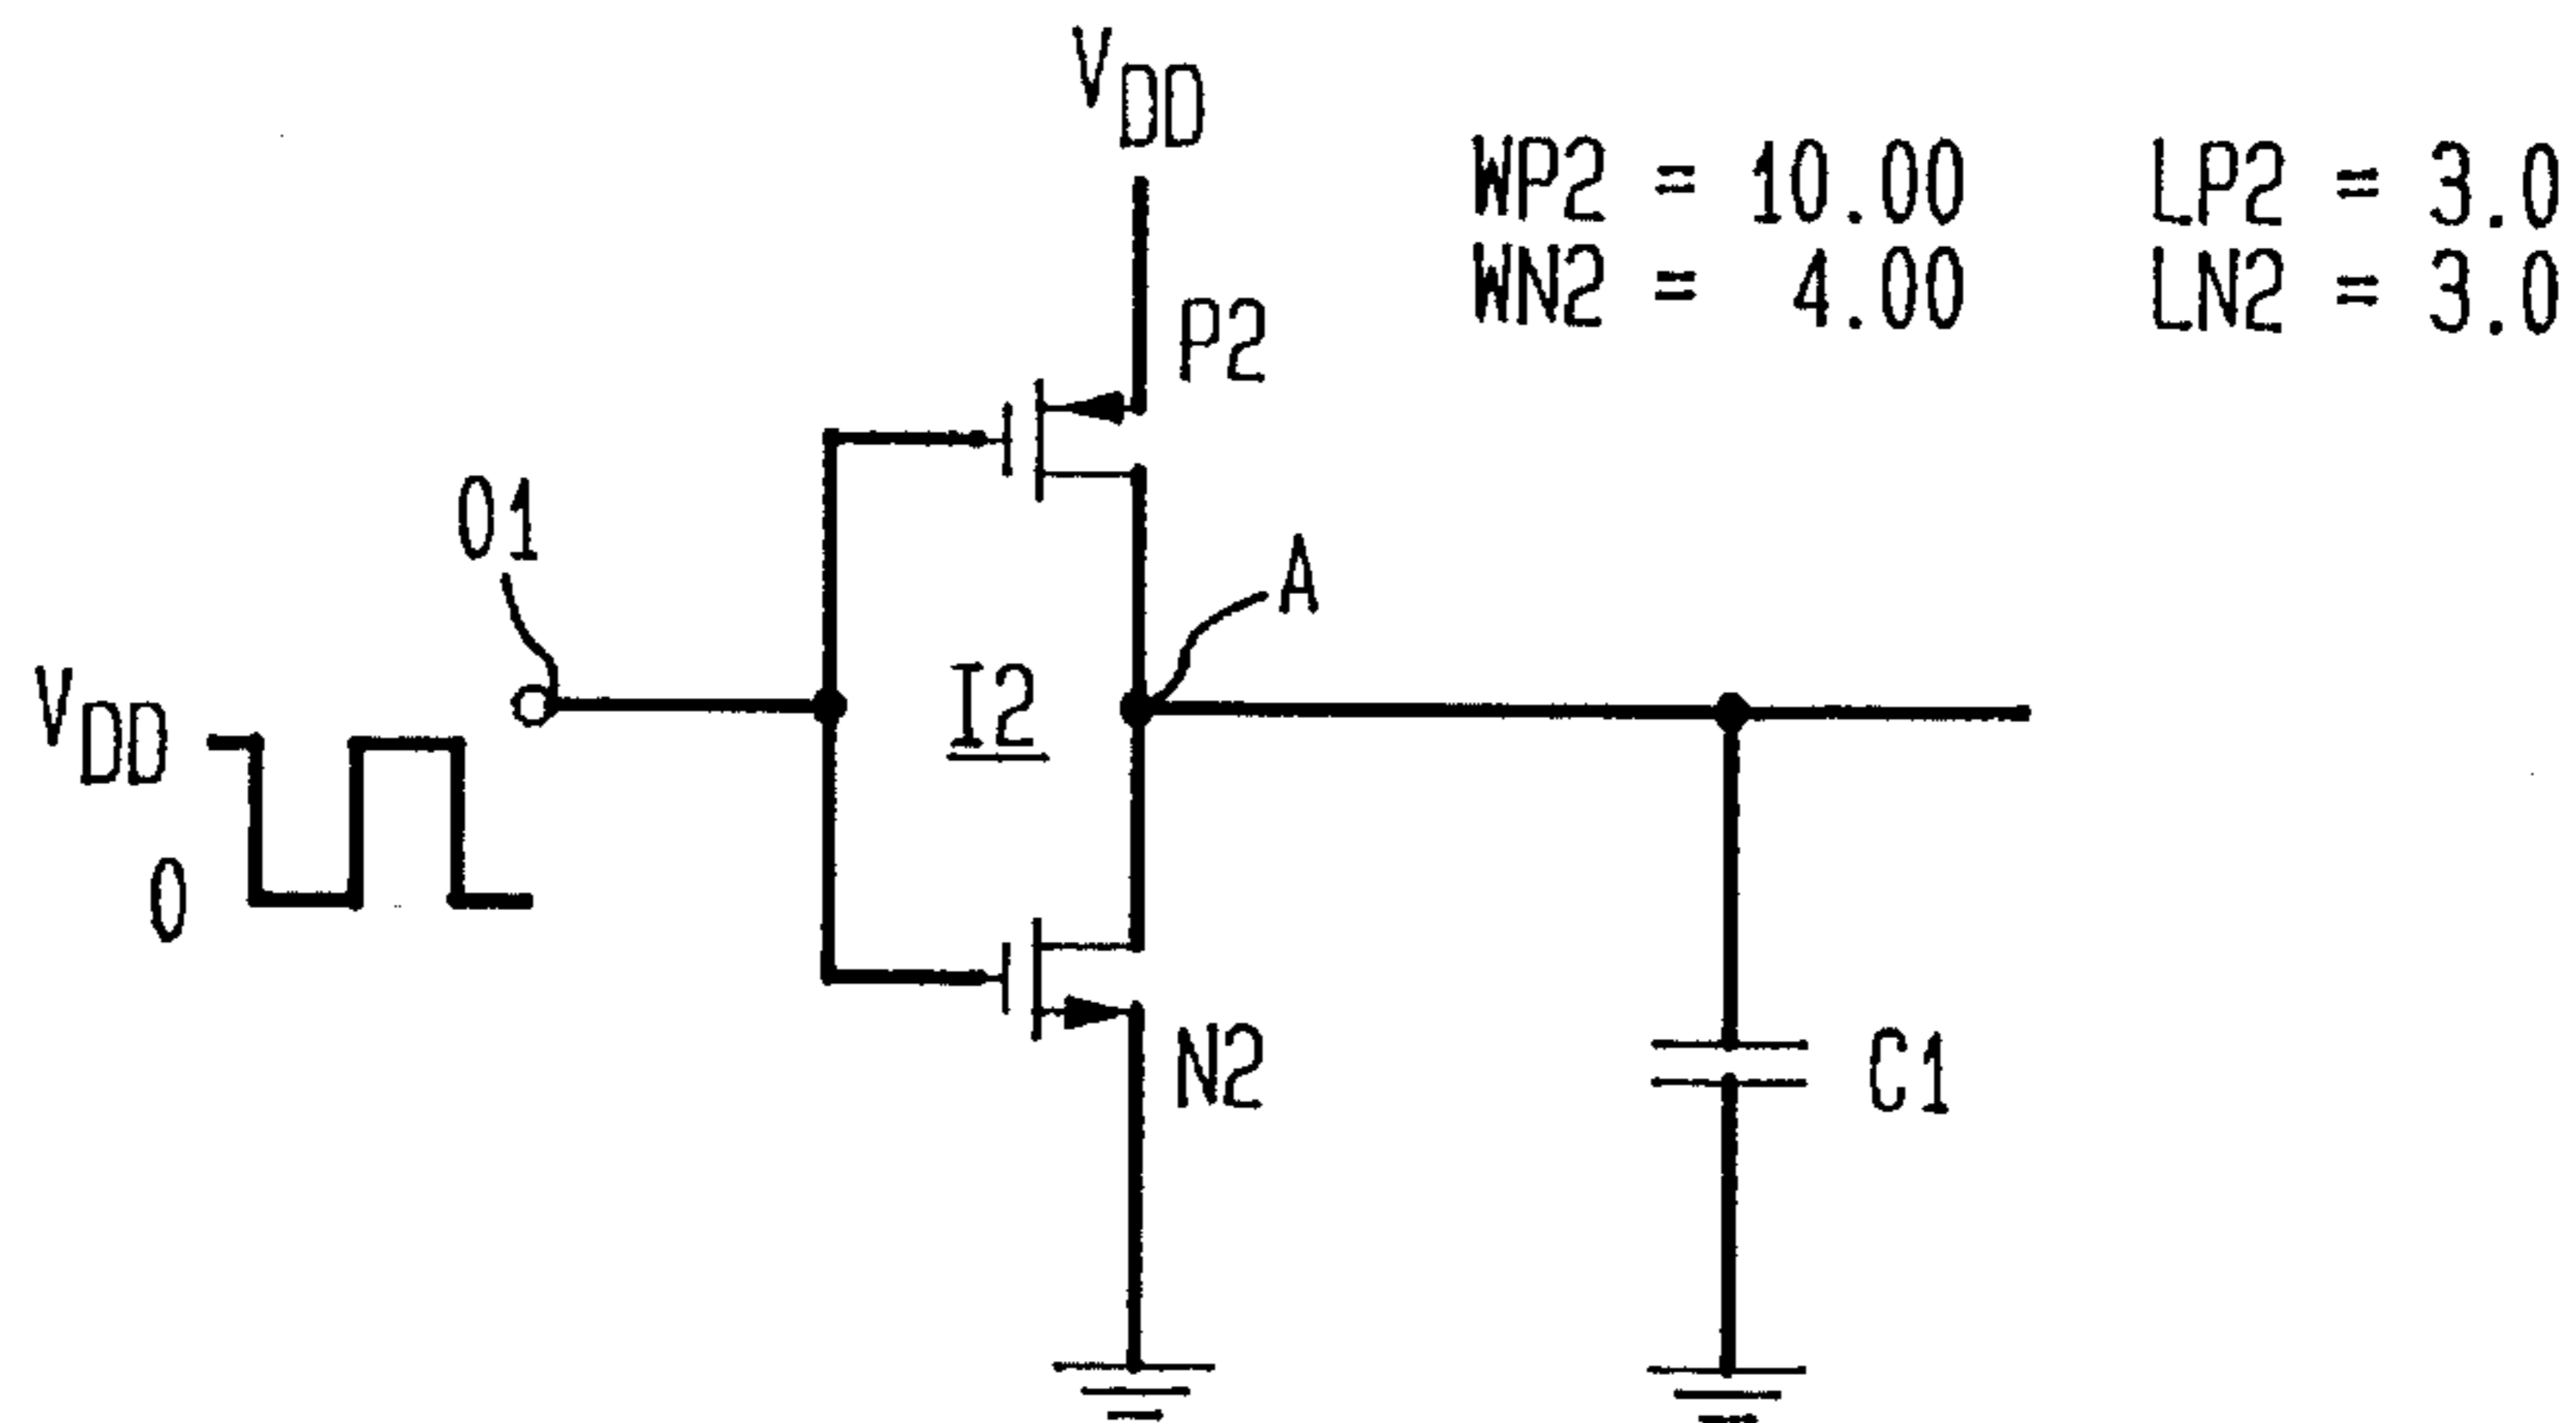 VDD
WP2 = 10.00 LP2 = 3.0
WN2 = 4.00 LN2 = 3.0
P2
O1
A
I2
VDD
0
N2
C1